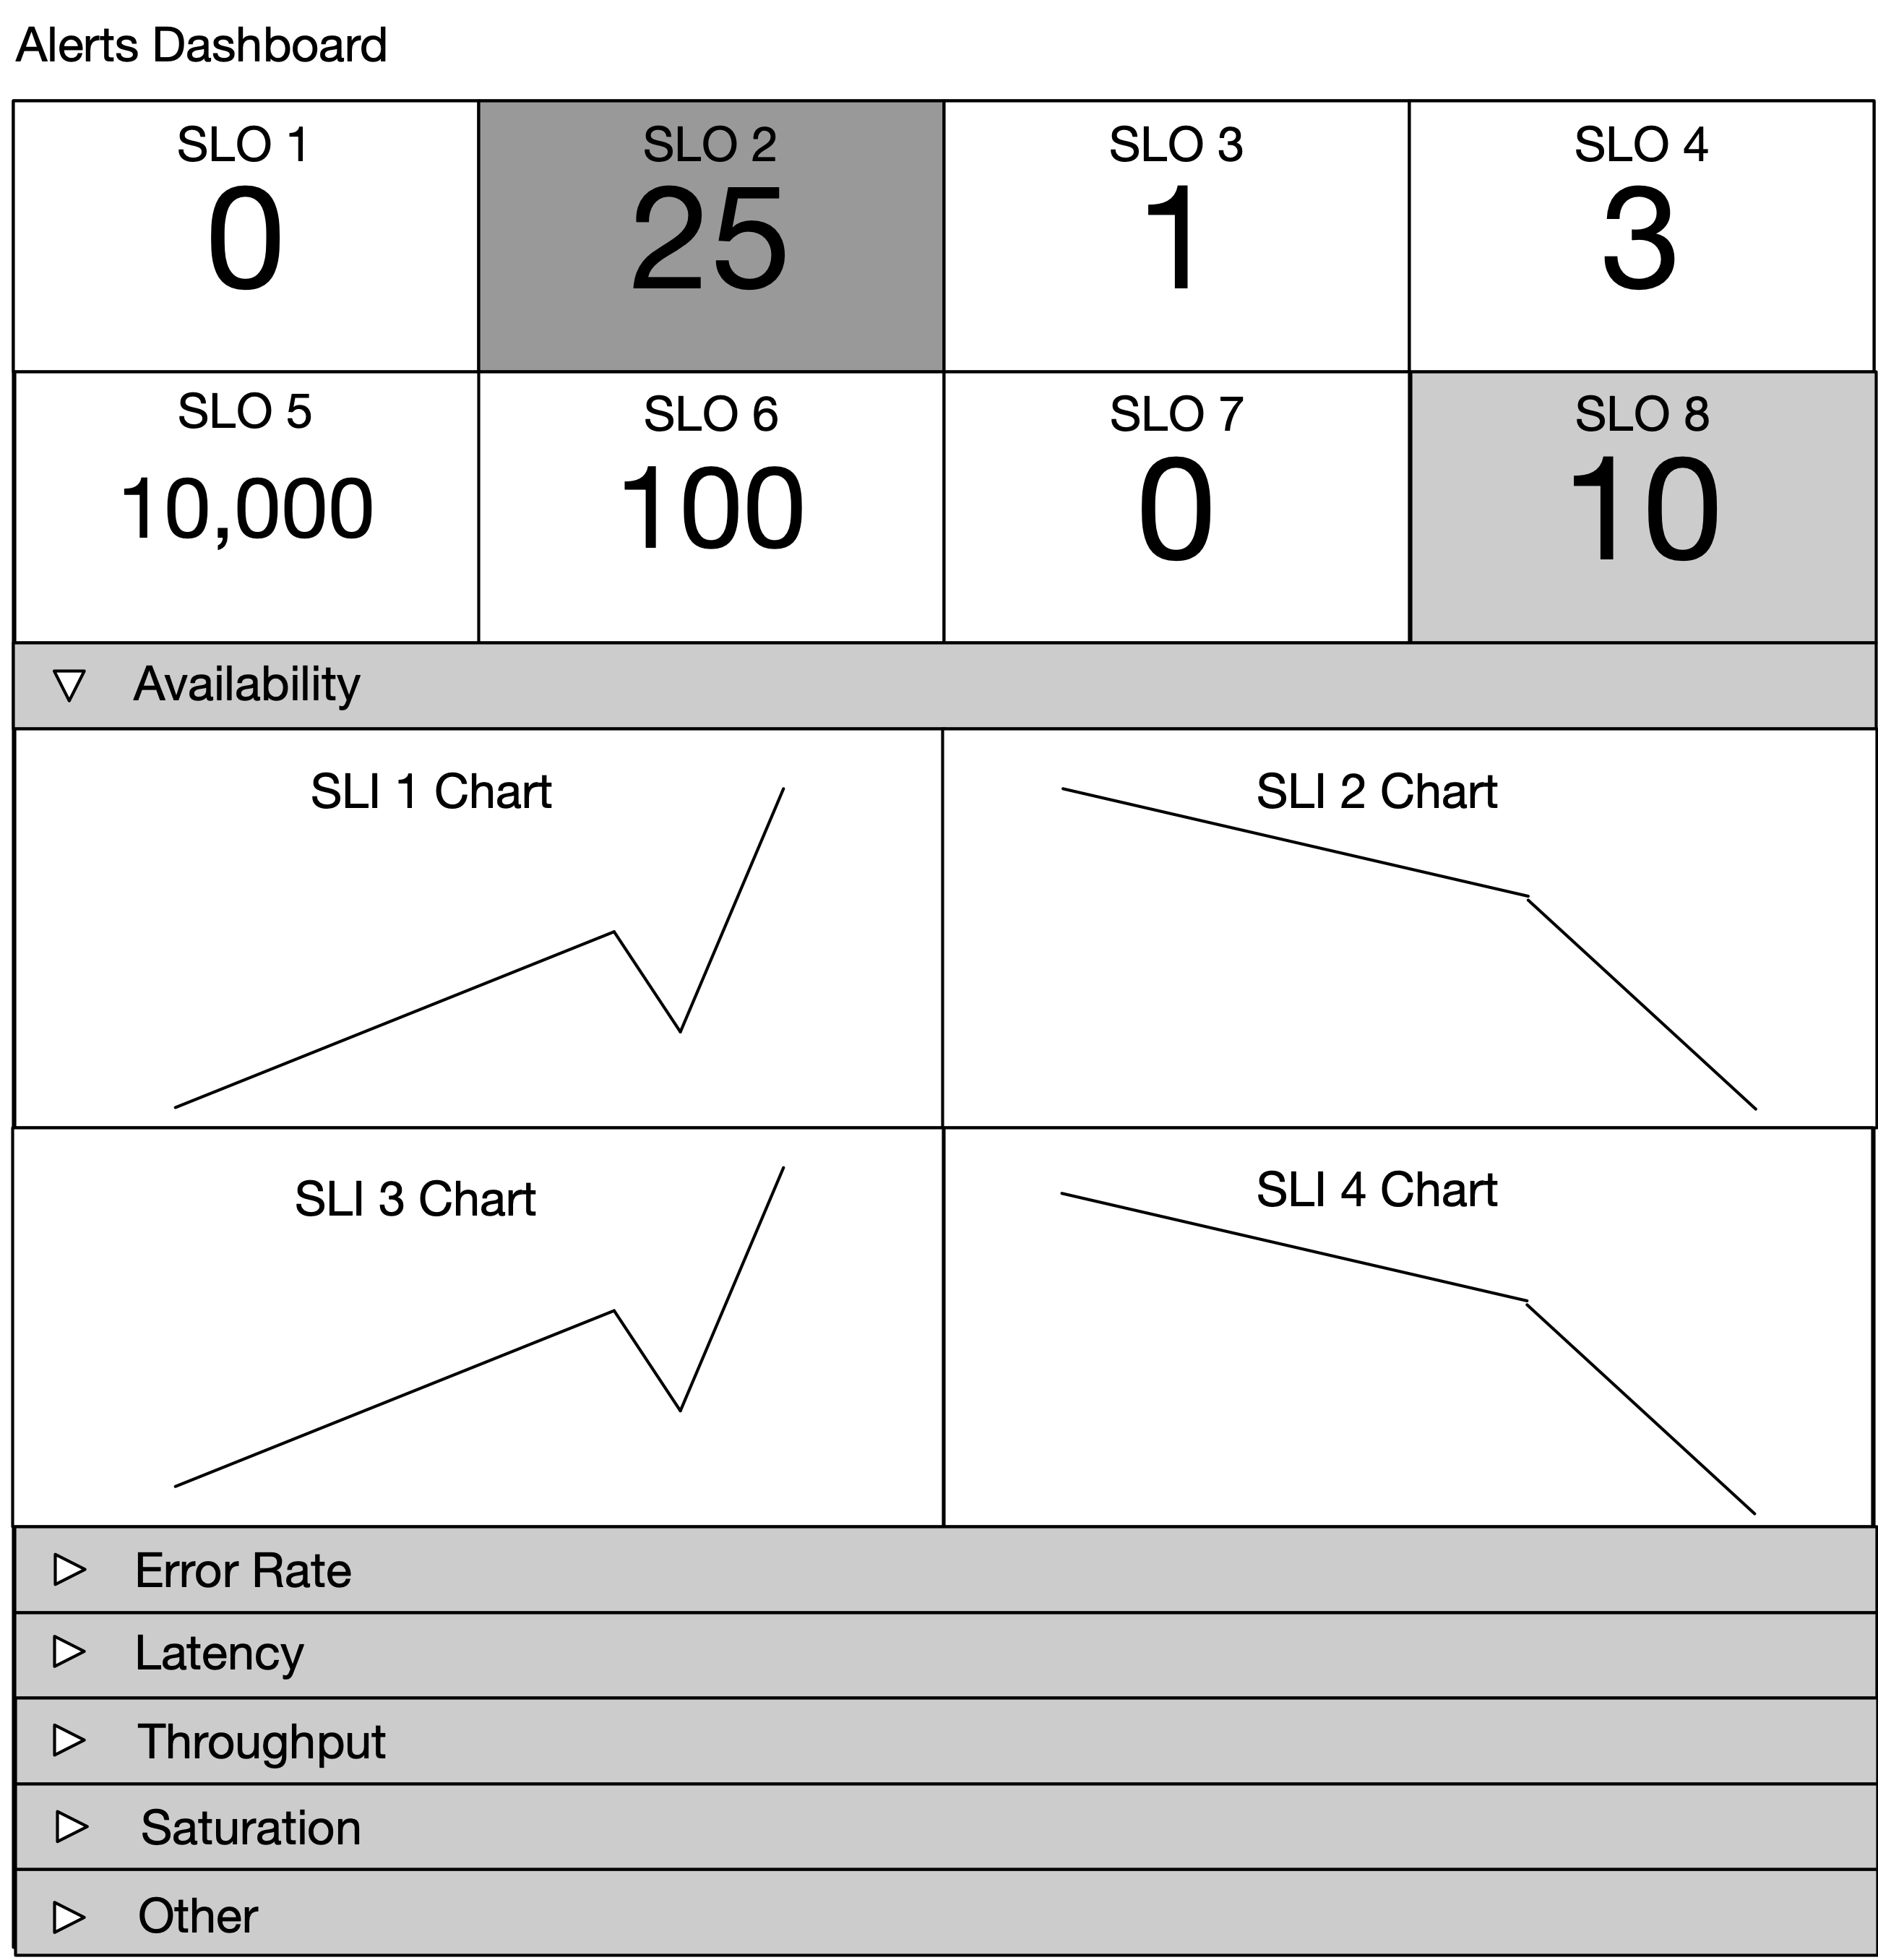 Alerts Dashboard
SLO 1
SLO 2
SLO 3
SLO 4
0
25
1
3
SLO 5
SLO 6
SLO 7
SLO 8
10,000
100
0
10
Availability
SLI 1 Chart
SLI 2 Chart
SLI 3 Chart
SLI 4 Chart
Error Rate
Latency
Throughput
Saturation
Other